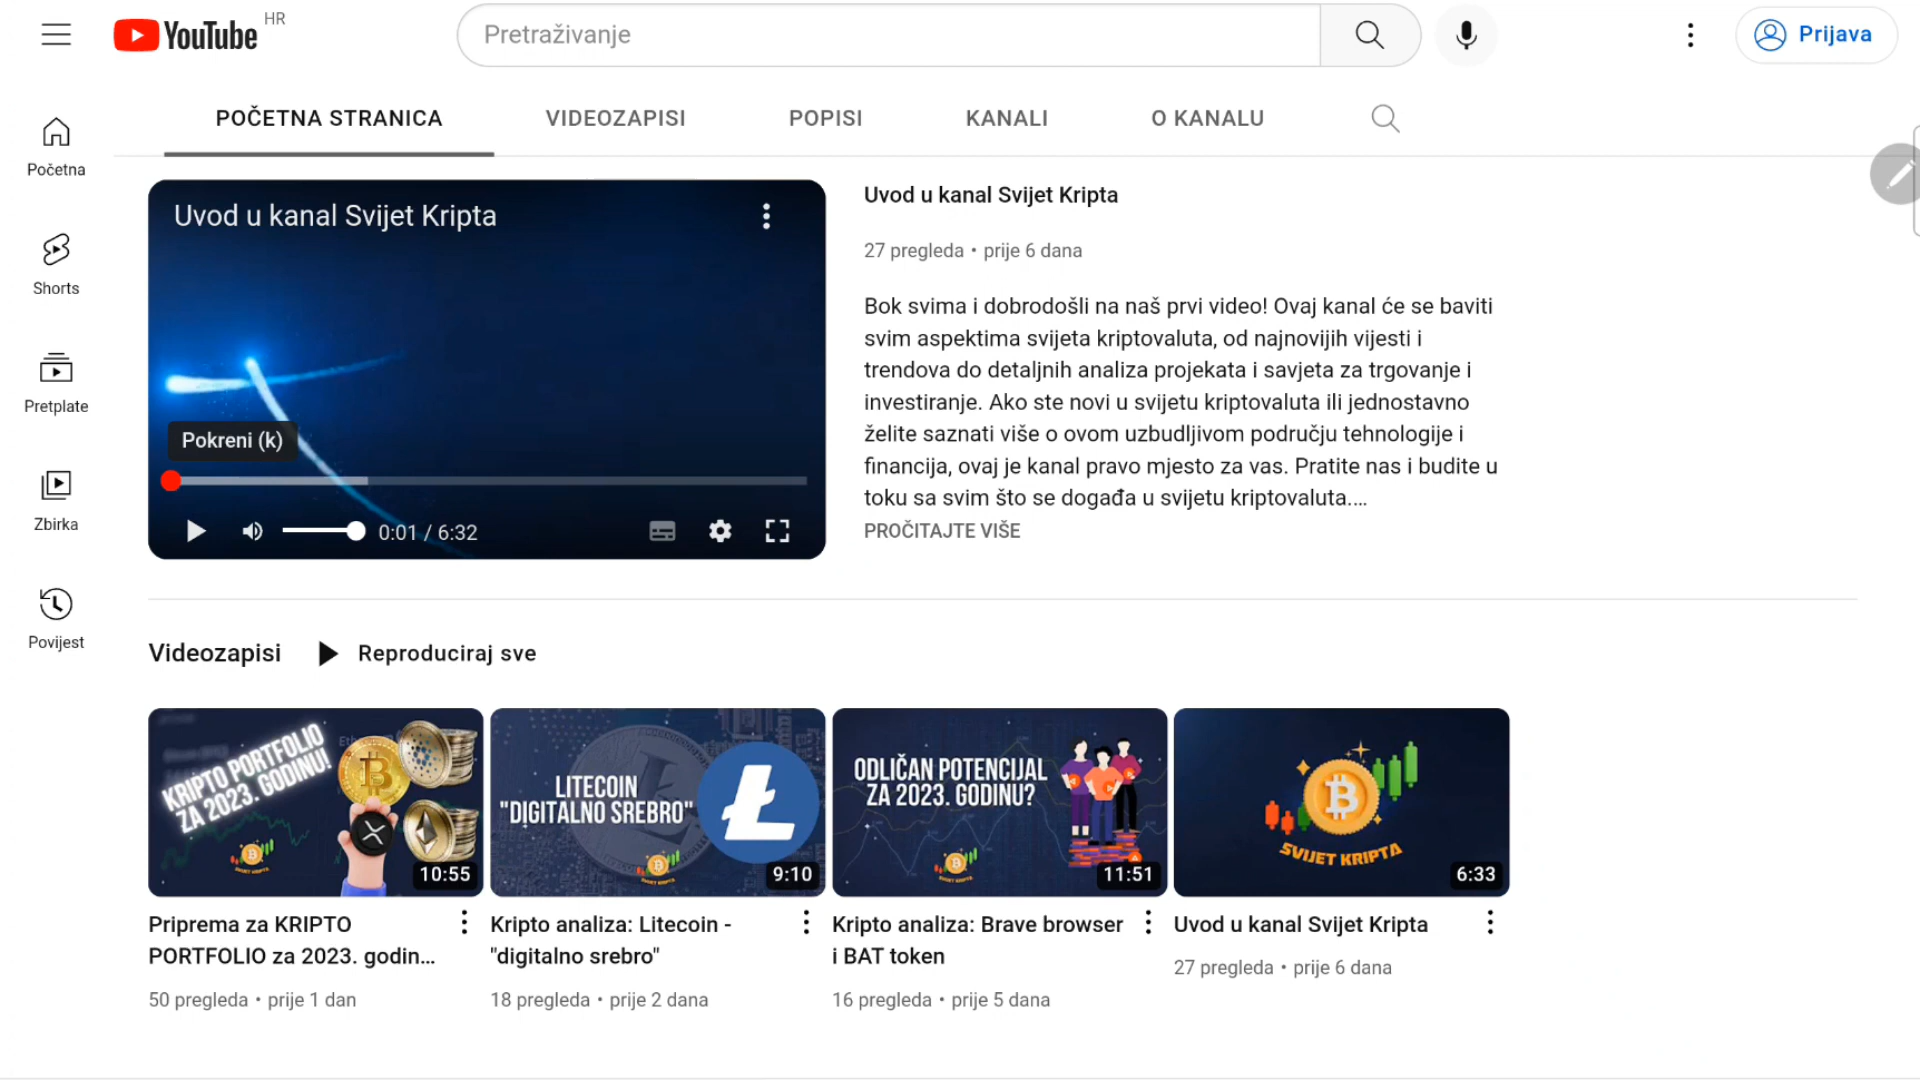 YouTube HR
Pretraživanje
Prijava
POČETNA STRANICA
VIDEOZAPISI
POPISI
KANALI
O KANALU
Početna
Shorts
Pretplate
Zbirka
Povijest
Uvod u kanal Svijet Kripta
Pokreni (k)
0:01 / 6:32
Uvod u kanal Svijet Kripta
27 pregleda • prije 6 dana
Bok svima i dobrodošli na naš prvi video! Ovaj kanal će se baviti
svim aspektima svijeta kriptovaluta, od najnovijih vijesti i
trendova do detaljnih analiza projekata i savjeta za trgovanje i
investiranje. Ako ste novi u svijetu kriptovaluta ili jednostavno
želite saznati više o ovom uzbudljivom području tehnologije i
financija, ovaj je kanal pravo mjesto za vas. Pratite nas i budite u
toku sa svim što se događa u svijetu kriptovaluta....
PROČITAJTE VIŠE
Videozapisi
Reproduciraj sve
KRIPTO PORTFOLIO
ZA 2023. GODINU!
10:55
Priprema za KRIPTO
PORTFOLIO za 2023. godin...
50 pregleda • prije 1 dan
LITECOIN
"DIGITALNO SREBRO"
9:10
Kripto analiza: Litecoin -
"digitalno srebro"
18 pregleda • prije 2 dana
ODLIČAN POTENCIJAL
ZA 2023. GODINU?
11:51
Kripto analiza: Brave browser
i BAT token
16 pregleda • prije 5 dana
SVIJET KRIPTA
6:33
Uvod u kanal Svijet Kripta
27 pregleda • prije 6 dana